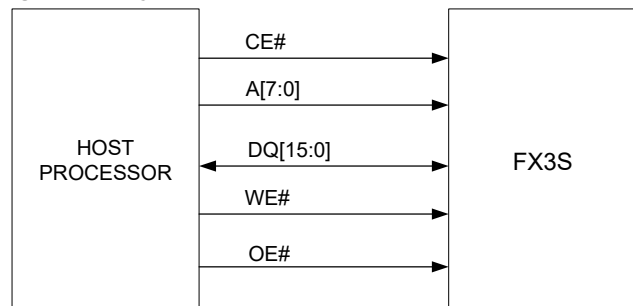 CE#
A[7:0]
HOST
PROCESSOR
DQ[15:0]
FX3S
WE#
OE#